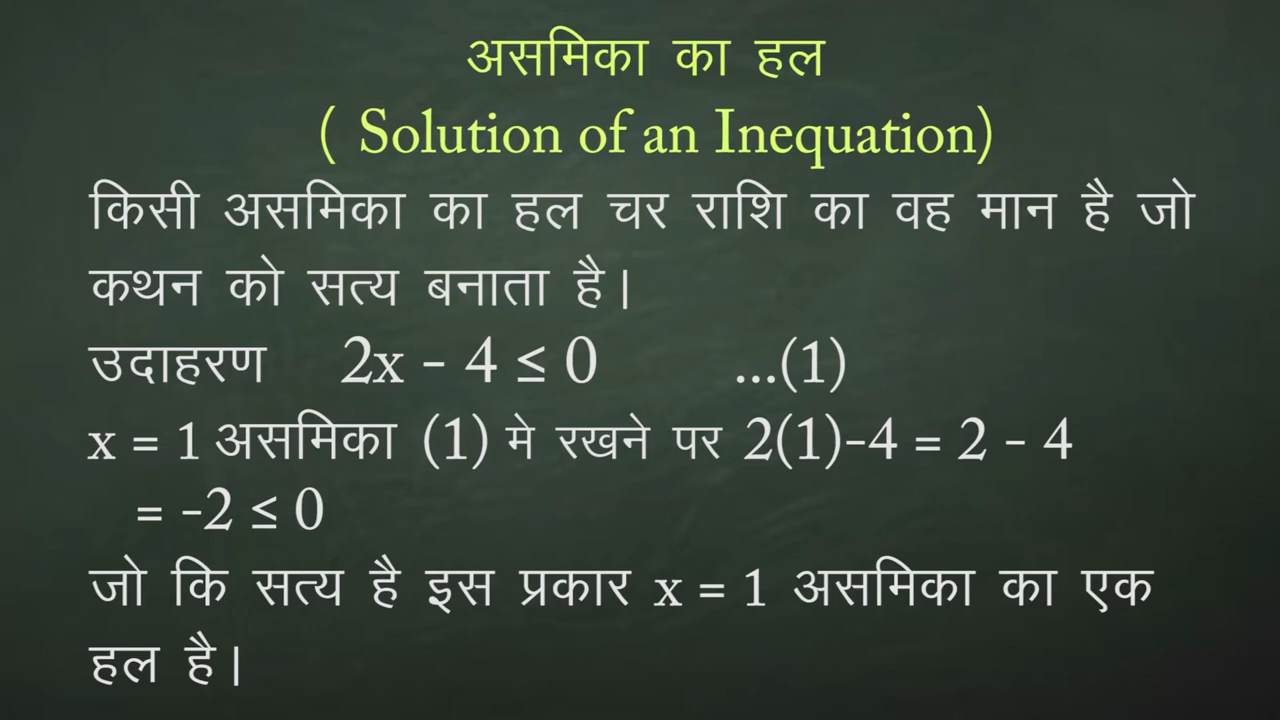 असमिका का हल
( Solution of an Inequation)
किसी असमिका का हल चर राशि का वह मान है जो
कथन को सत्य बनाता है।
उदाहरण 2x - 4 ≤ 0 ...(1)
x = 1 असमिका (1) मे रखने पर 2(1)-4 = 2 - 4
= -2 ≤ 0
जो कि सत्य है इस प्रकार x = 1 असमिका का एक
हल है।